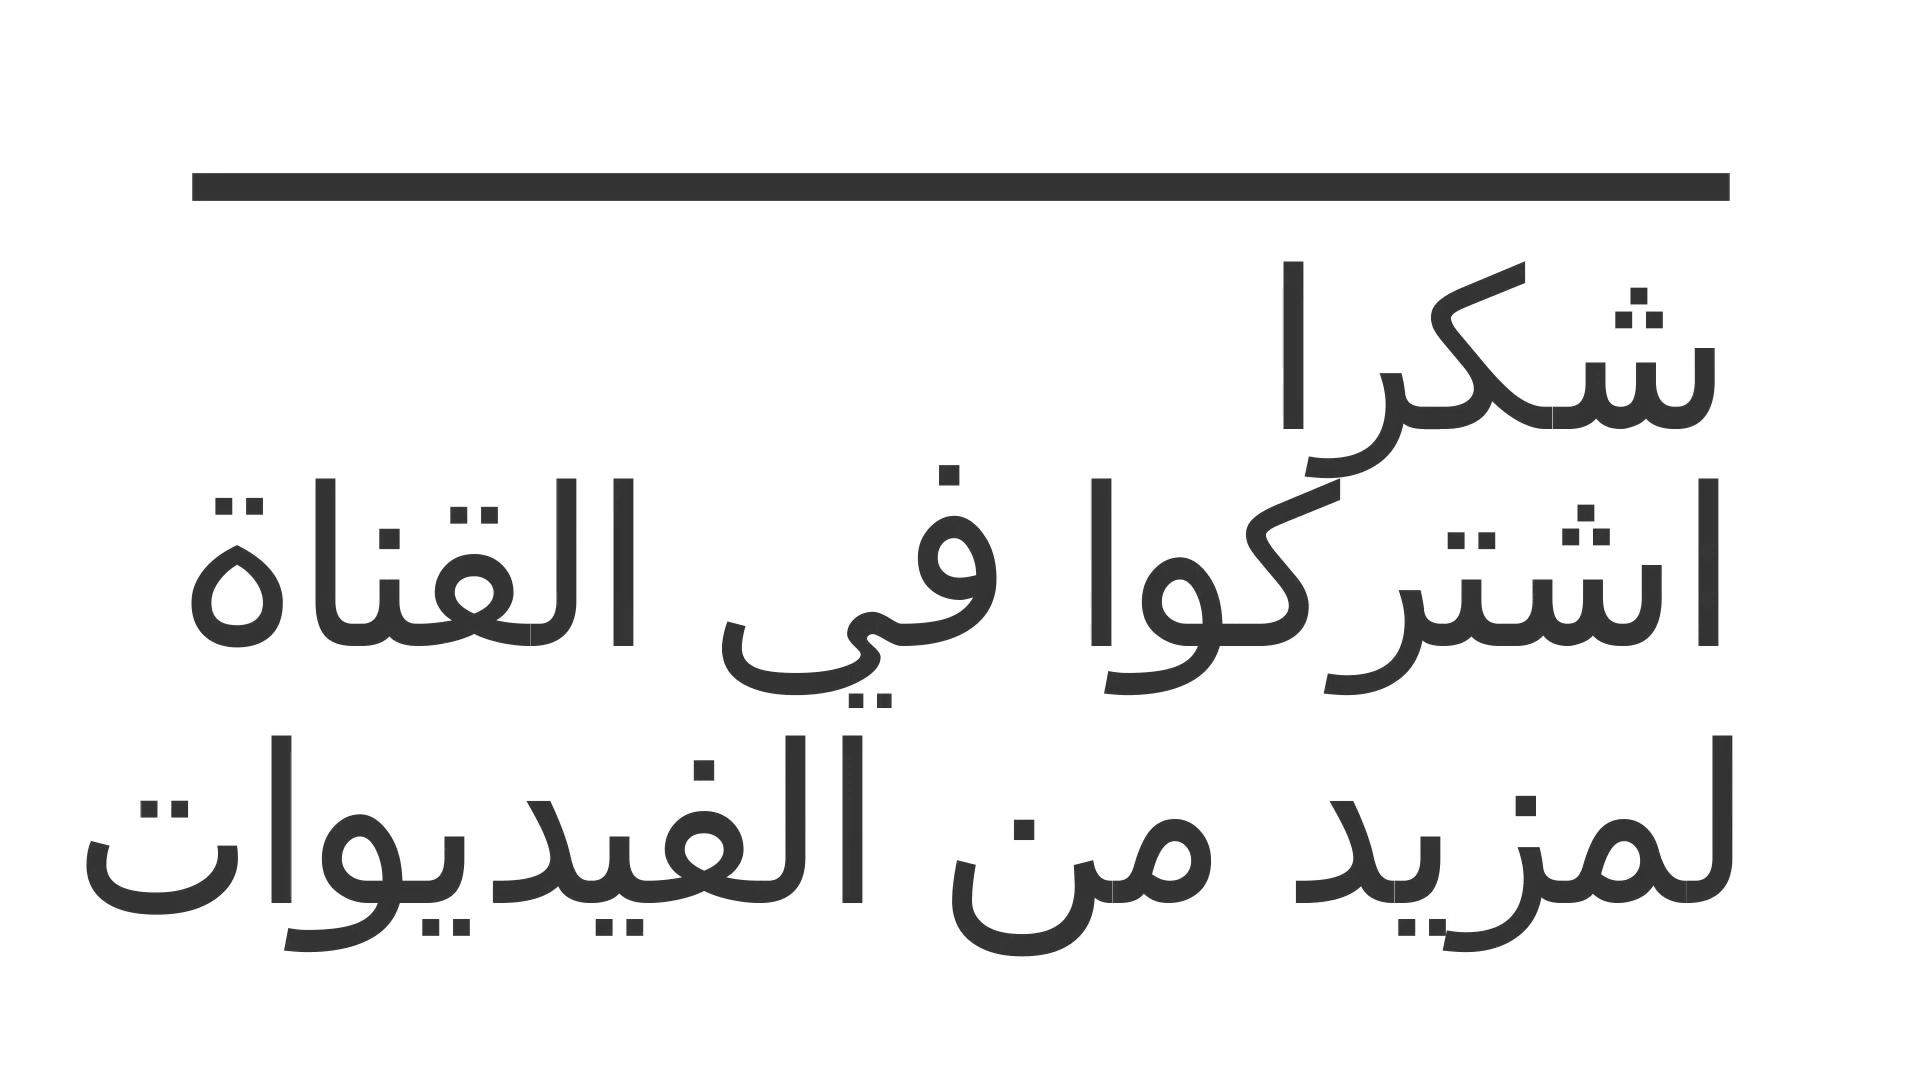 شكرا
اشتركوا في القناة
لمزيد من الفيديوات